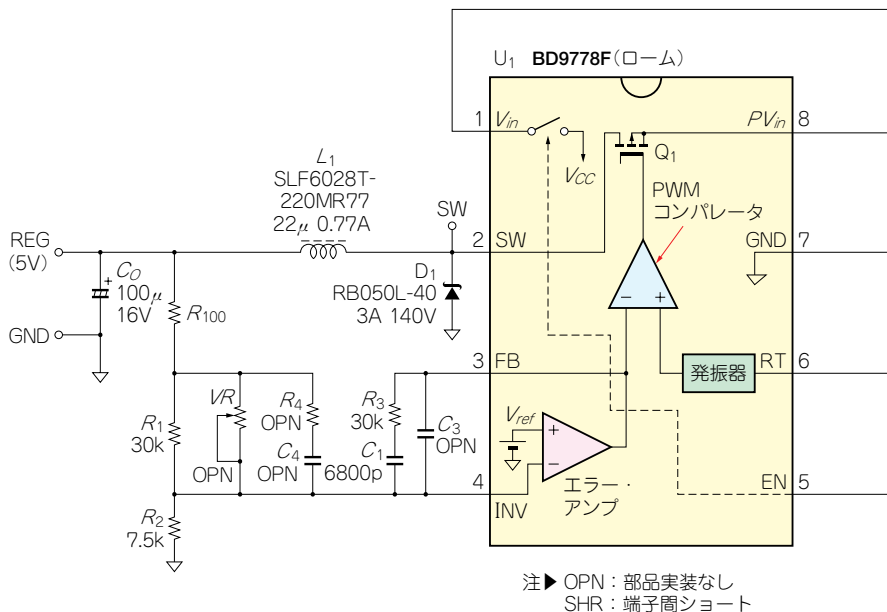 U1 BD9778F(ローム)
1
Vin
PVin
8
Q1
VCC
L1
SLF6028T-
220MR77
22μ 0.77A
PWM
コンパレータ
SW
REG
(5V)
2
SW
GND
7
CO
100μ
16V
D1
RB050L-40
3A 140V
R100
GND
3
FB
RT
6
発振器
R1
30k
VR
OPN
R4
OPN
C4
OPN
R3
30k
C1
6800p
C3
OPN
Vref
4
INV
エラー・
アンプ
EN
5
R2
7.5k
注▶ OPN:部品実装なし
SHR:端子間ショート